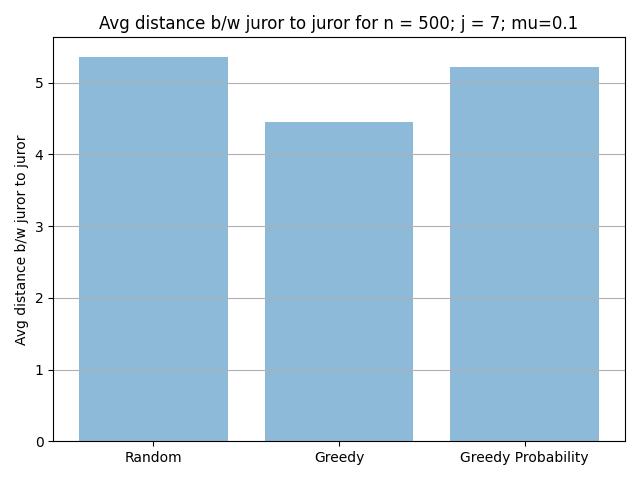 Avg distance b/w juror to juror for n = 500; j = 7; mu=0.1
Avg distance b/w juror to juror
5
4
3
2
1
0
Random Greedy Greedy Probability